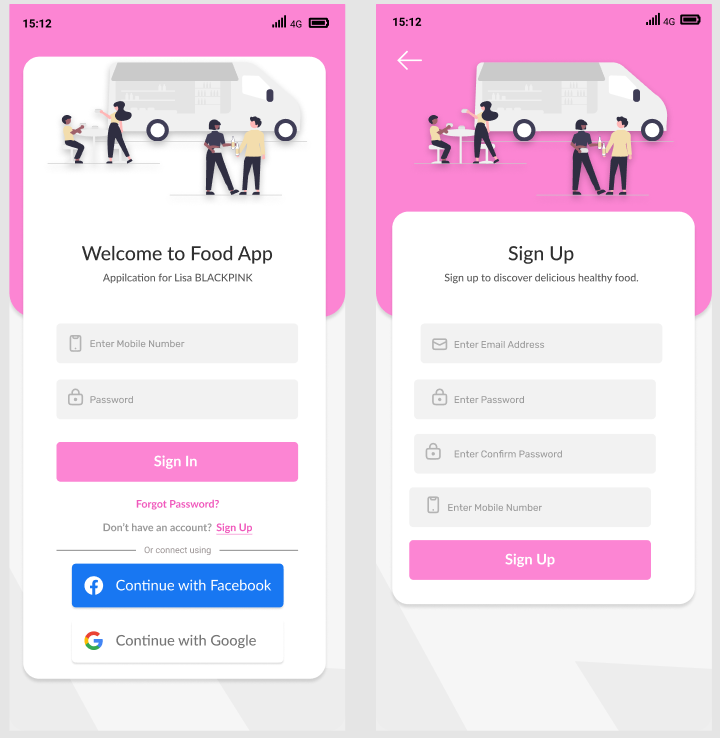 15:12
4G
Welcome to Food App
Appilcation for Lisa BLACKPINK
Enter Mobile Number
Password
Sign In
Forgot Password?
Don't have an account? Sign Up
Or connect using
Continue with Facebook
Continue with Google
15:12
4G
Sign Up
Sign up to discover delicious healthy food.
Enter Email Address
Enter Password
Enter Confirm Password
Enter Mobile Number
Sign Up